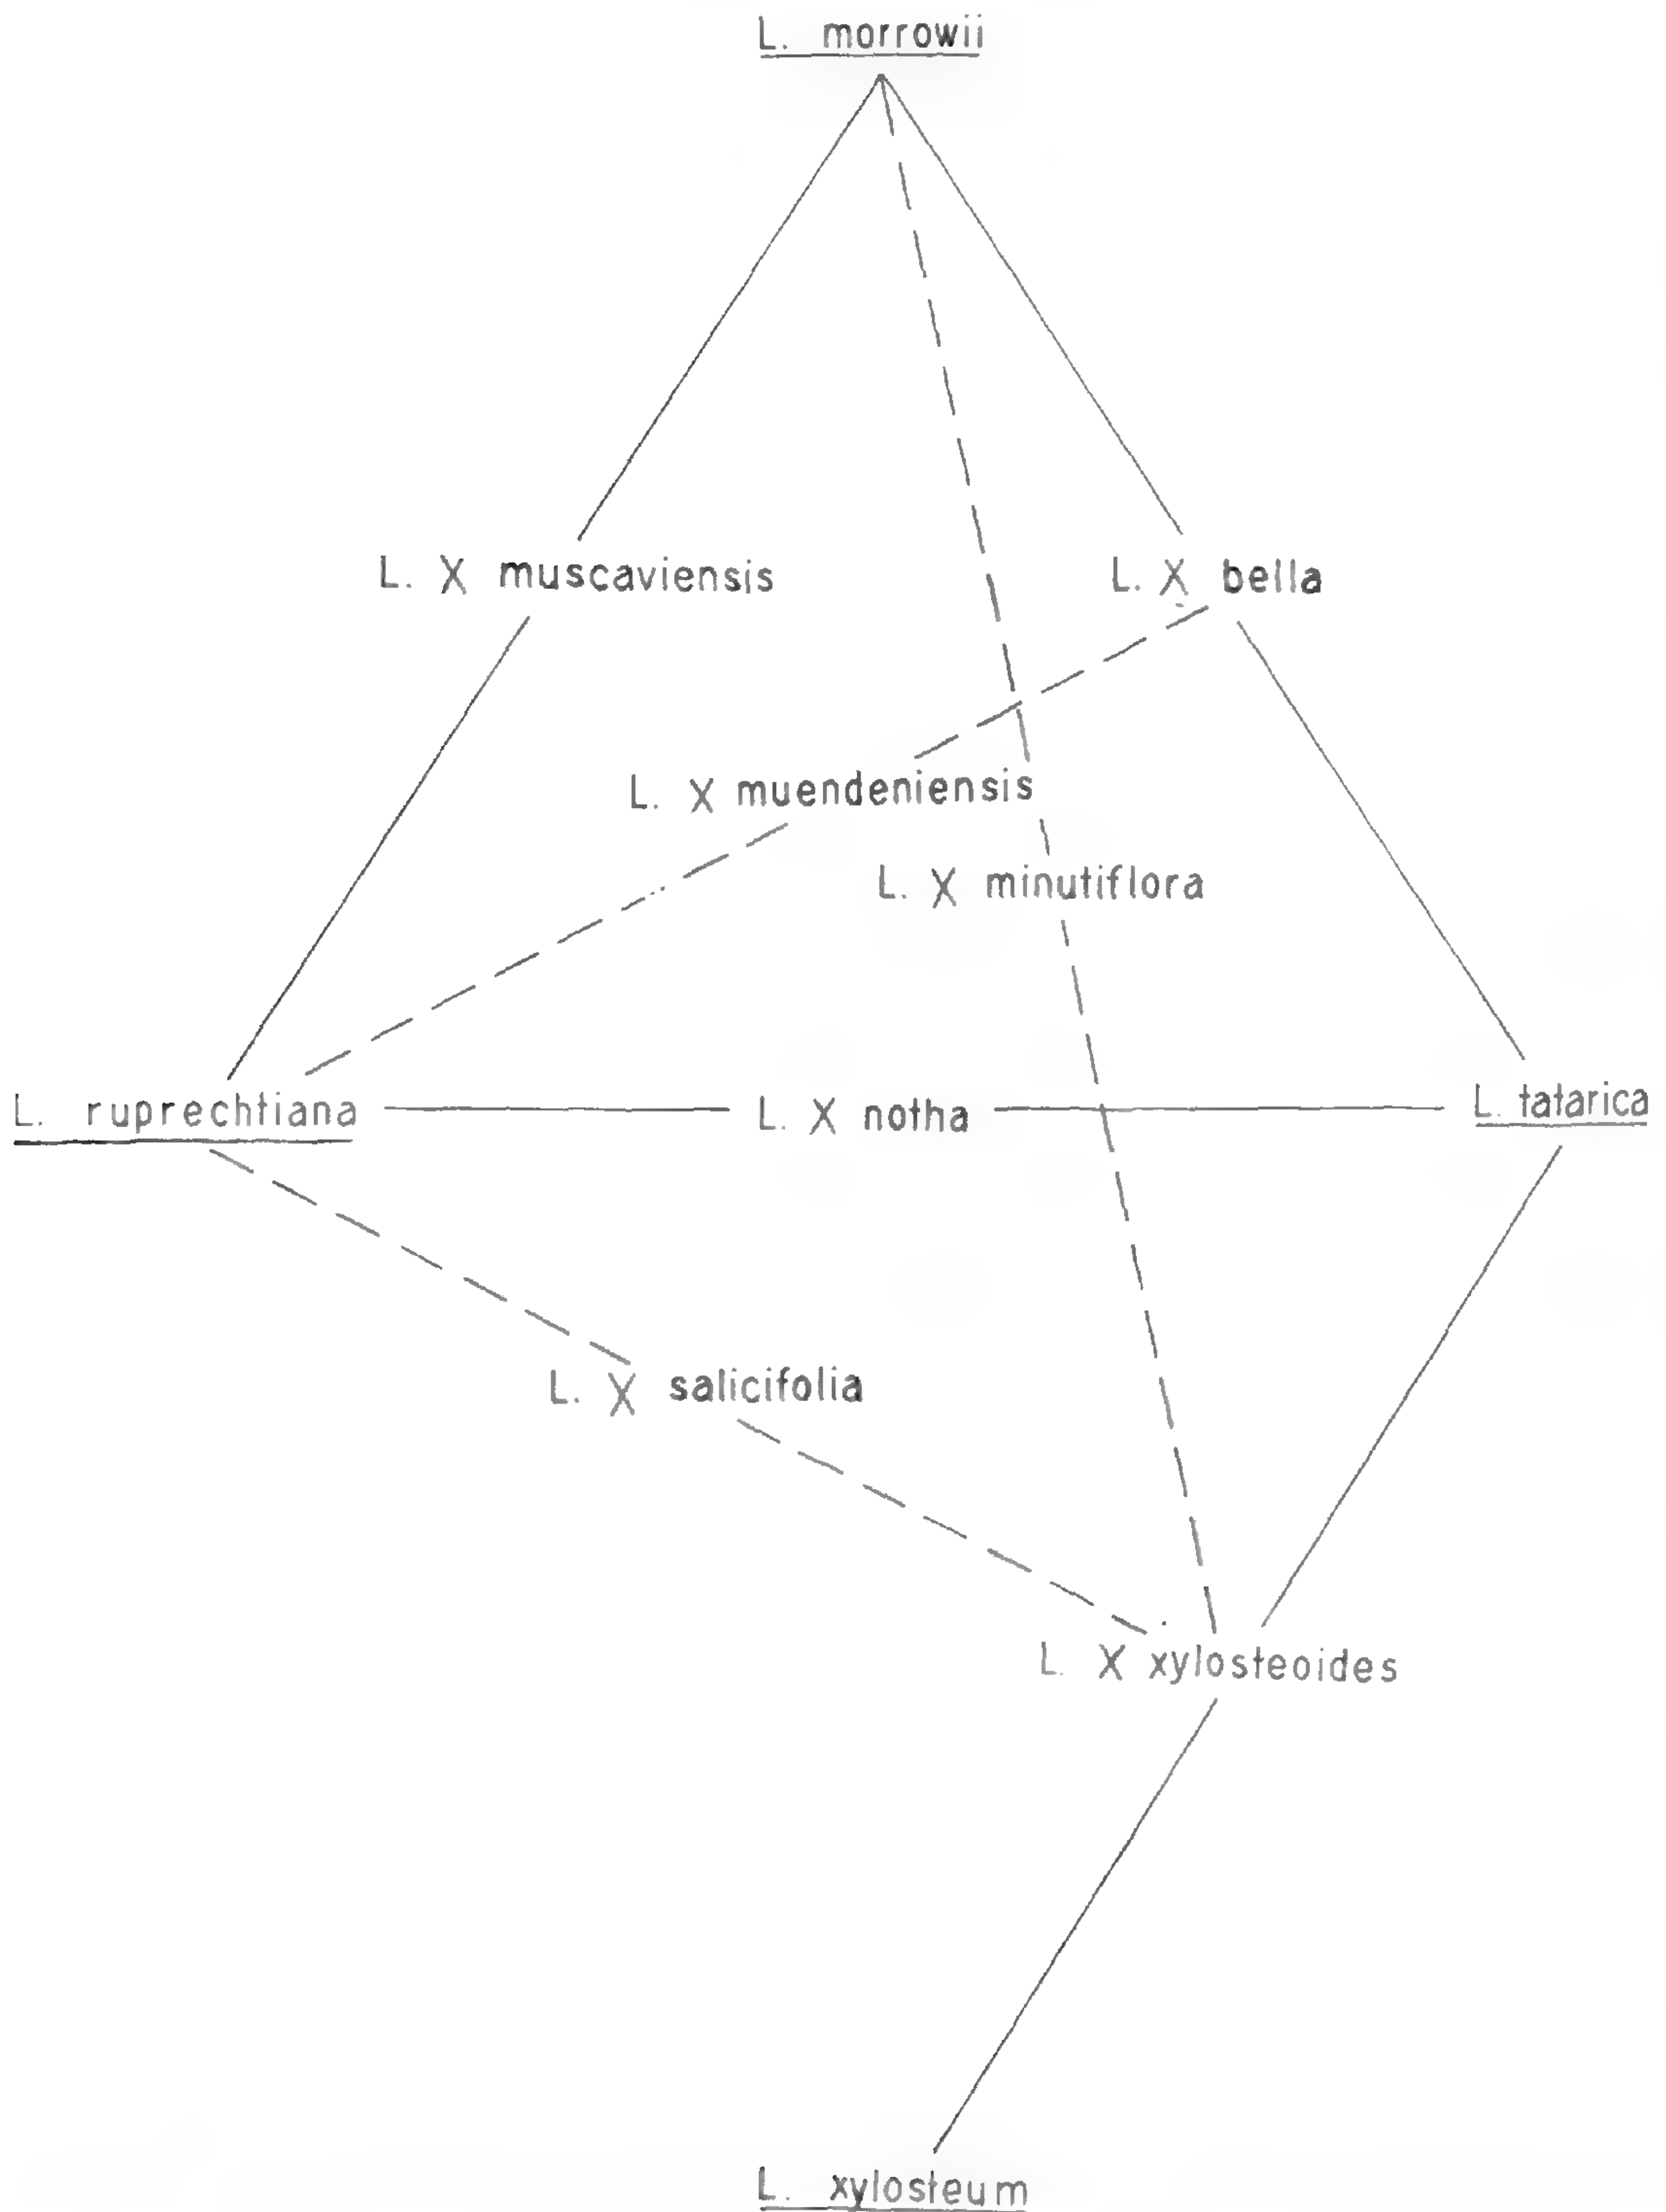 L. morrowii
L. X muscaviensis
L. X bella
L. X muendeniensis
L. X minutiflora
L. ruprechtiana
L. X notha
L. tatarica
L. X salicifolia
L. X xylosteoides
L. xylosteum